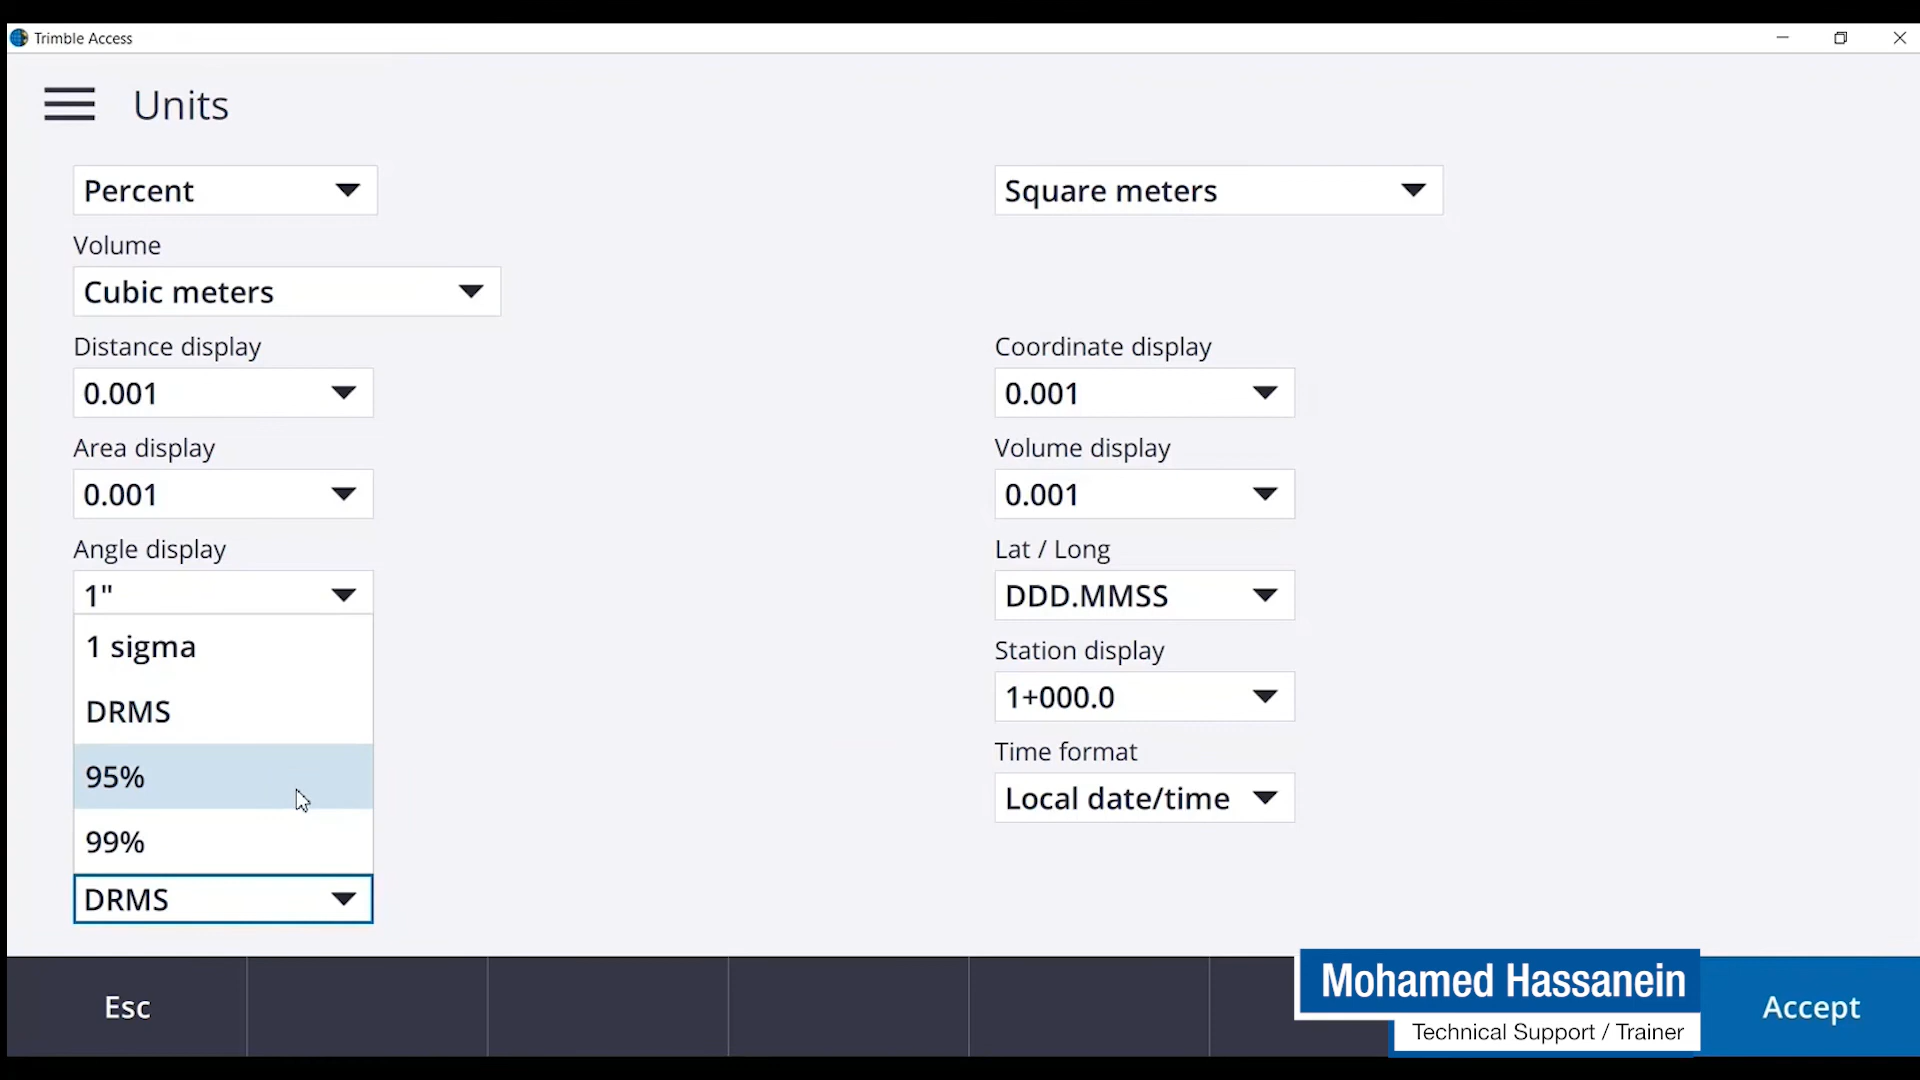 Trimble Access
Units
Percent
Square meters
Volume
Cubic meters
Distance display
Coordinate display
0.001
0.001
Area display
Volume display
0.001
0.001
Angle display
Lat / Long
1"
DDD.MMSS
1 sigma
Station display
DRMS
1+000.0
95%
Time format
99%
Local date/time
DRMS
Esc
Mohamed Hassanein
Technical Support / Trainer
Accept